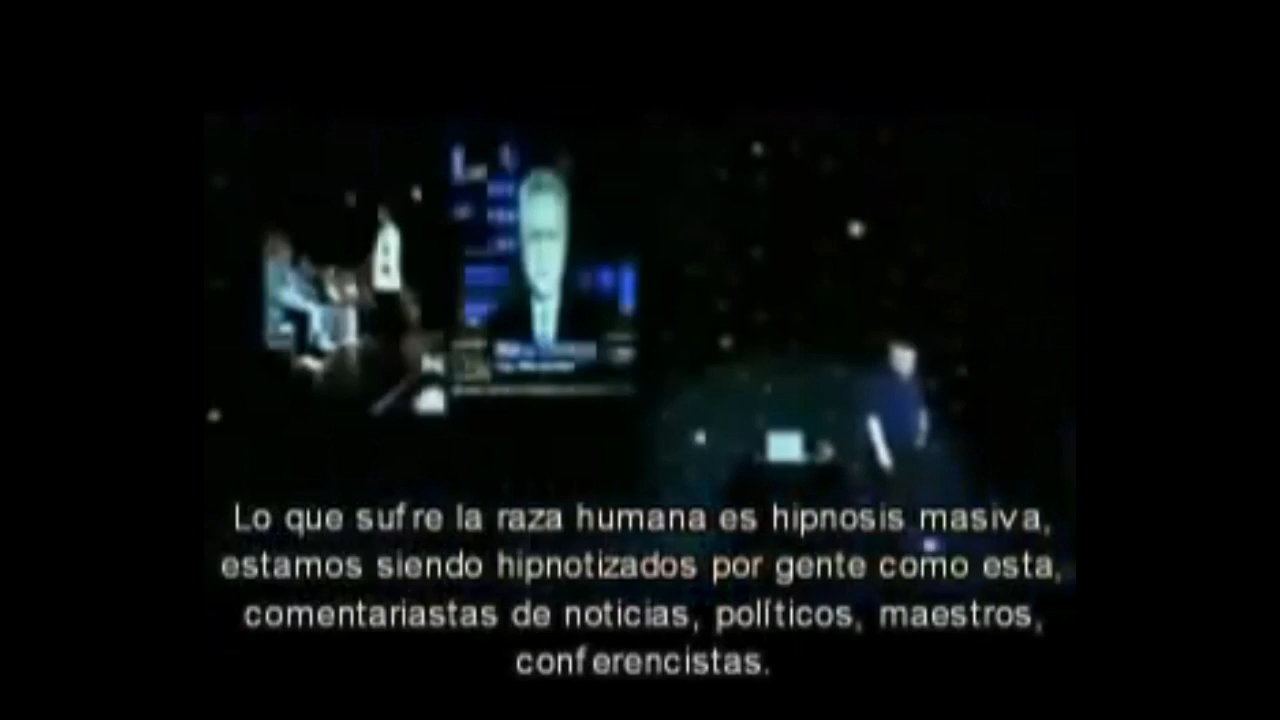 Lo que sufre la raza humana es hipnosis masiva,
estamos siendo hipnotizados por gente como esta,
comentariastas de noticias, políticos, maestros,
conferencistas.